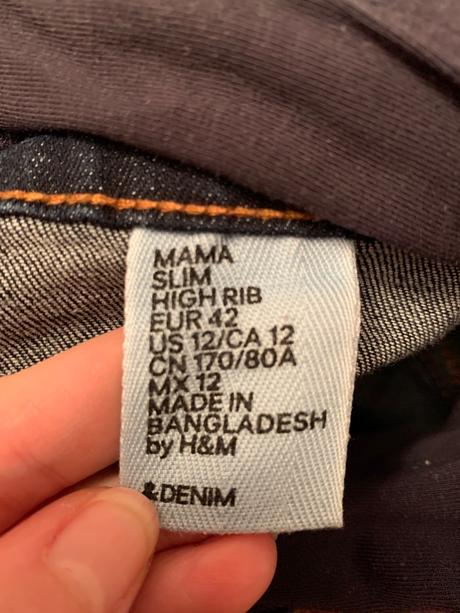 MAMA
SLIM
HIGH RIB
EUR 42
US 12/CA 12
CN 170/80A
MX 12
MADE IN
BANGLADESH
by H&M
&DENIM